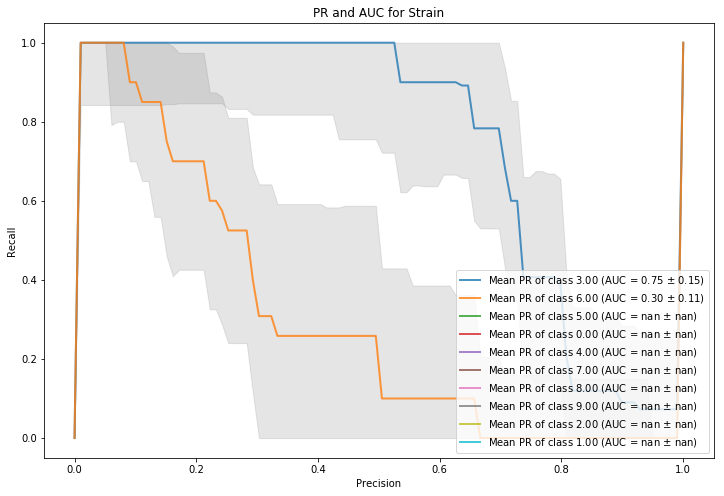 PR and AUC for Strain
1.0
0.8
0.6
0.4
0.2
0.0
Recall
Mean PR of class 3.00 (AUC = 0.75 ± 0.15)
Mean PR of class 6.00 (AUC = 0.30 ± 0.11)
Mean PR of class 5.00 (AUC = nan ± nan)
Mean PR of class 0.00 (AUC = nan ± nan)
Mean PR of class 4.00 (AUC = nan ± nan)
Mean PR of class 7.00 (AUC = nan ± nan)
Mean PR of class 8.00 (AUC = nan ± nan)
Mean PR of class 9.00 (AUC = nan ± nan)
Mean PR of class 2.00 (AUC = nan ± nan)
Mean PR of class 1.00 (AUC = nan ± nan)
0.0 0.2 0.4 0.6 0.8 1.0
Precision